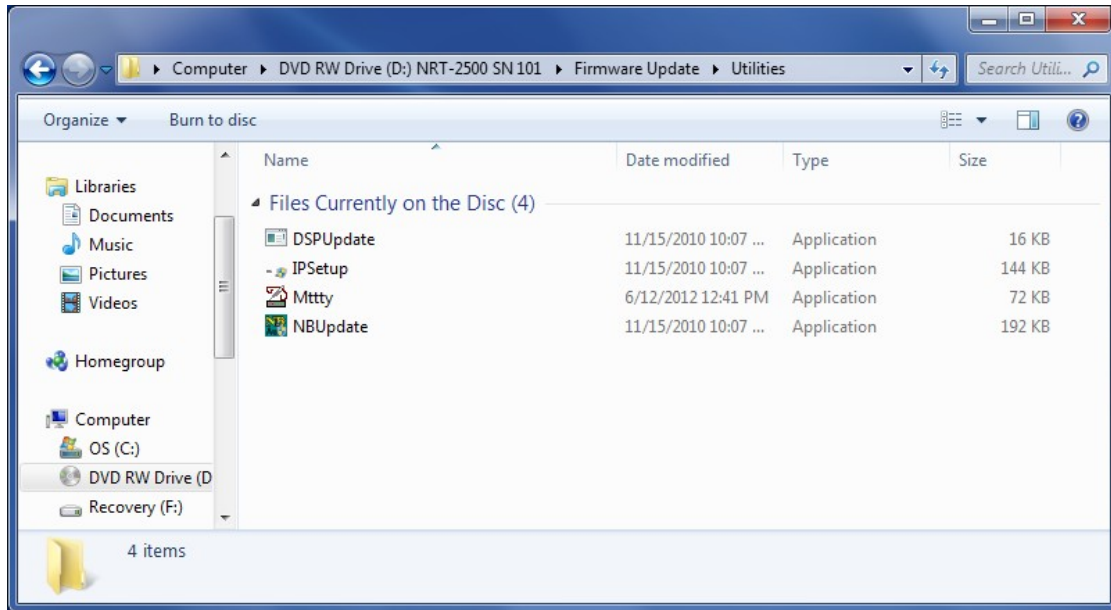 Computer ▸ DVD RW Drive (D:) NRT-2500 SN 101 ▸ Firmware Update ▸ Utilities
Search Utili...
Organize Burn to disc
Name Date modified Type Size
Libraries
Documents
Music
Pictures
Videos
Homegroup
Computer
OS (C:)
DVD RW Drive (D
Recovery (F:)
Files Currently on the Disc (4)
DSPUpdate 11/15/2010 10:07 ... Application 16 KB
IPSetup 11/15/2010 10:07 ... Application 144 KB
Mttty 6/12/2012 12:41 PM Application 72 KB
NBUpdate 11/15/2010 10:07 ... Application 192 KB
4 items